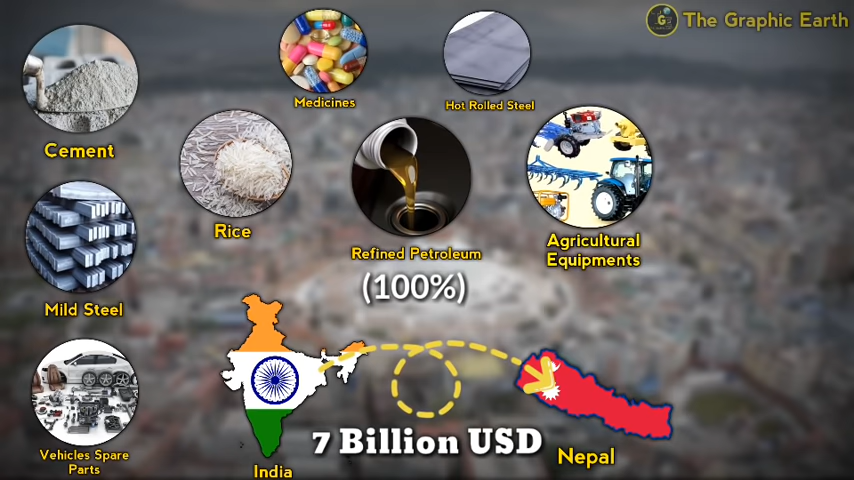 The Graphic Earth
Medicines
Hot Rolled Steel
Cement
Rice
Refined Petroleum
(100%)
Agricultural
Equipments
Mild Steel
Vehicles Spare
Parts
India
7 Billion USD
Nepal